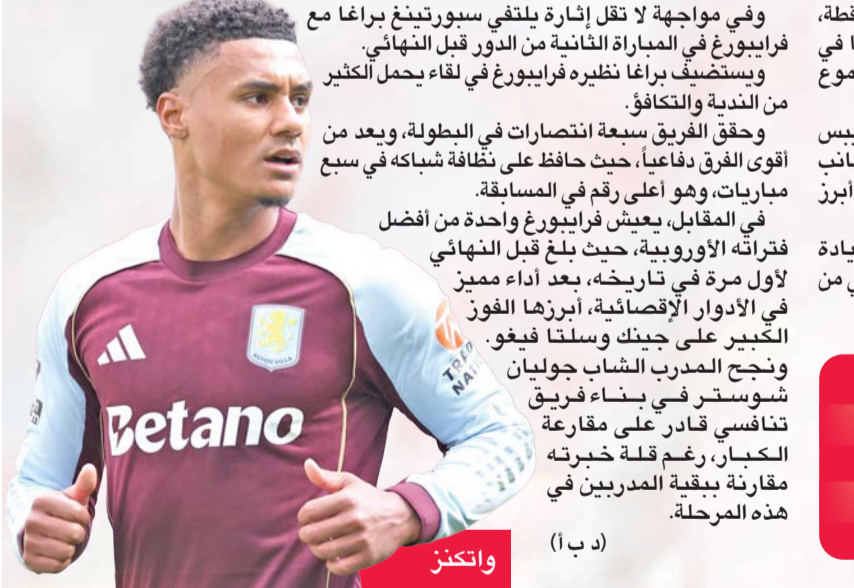 وفي مواجهة لا تقل إثارة يلتقي سبورتينغ براغا مع
فرايبورغ في المباراة الثانية من الدور قبل النهائي.
ويستضيف براغا نظيره فرايبورغ في لقاء يحمل الكثير
من الندية والتكافؤ.
وحقق الفريق سبعة انتصارات في البطولة، ويعد من
أقوى الفرق دفاعياً، حيث حافظ على نظافة شباكه في سبع
مباريات، وهو أعلى رقم في المسابقة.
في المقابل، يعيش فرايبورغ واحدة من أفضل
فتراته الأوروبية، حيث بلغ قبل النهائي
لأول مرة في تاريخه، بعد أداء مميز
في الأدوار الإقصائية، أبرزها الفوز
الكبير على جينك وسلتا فيغو.
ونجح المدرب الشاب جوليان
شوستر في بناء فريق
تنافسي قادر على مقارعة
الكبار، رغم قلة خبرته
مقارنة ببقية المدربين في
هذه المرحلة.
(د ب أ)
واتكنز
Betano
ASTON VILLA